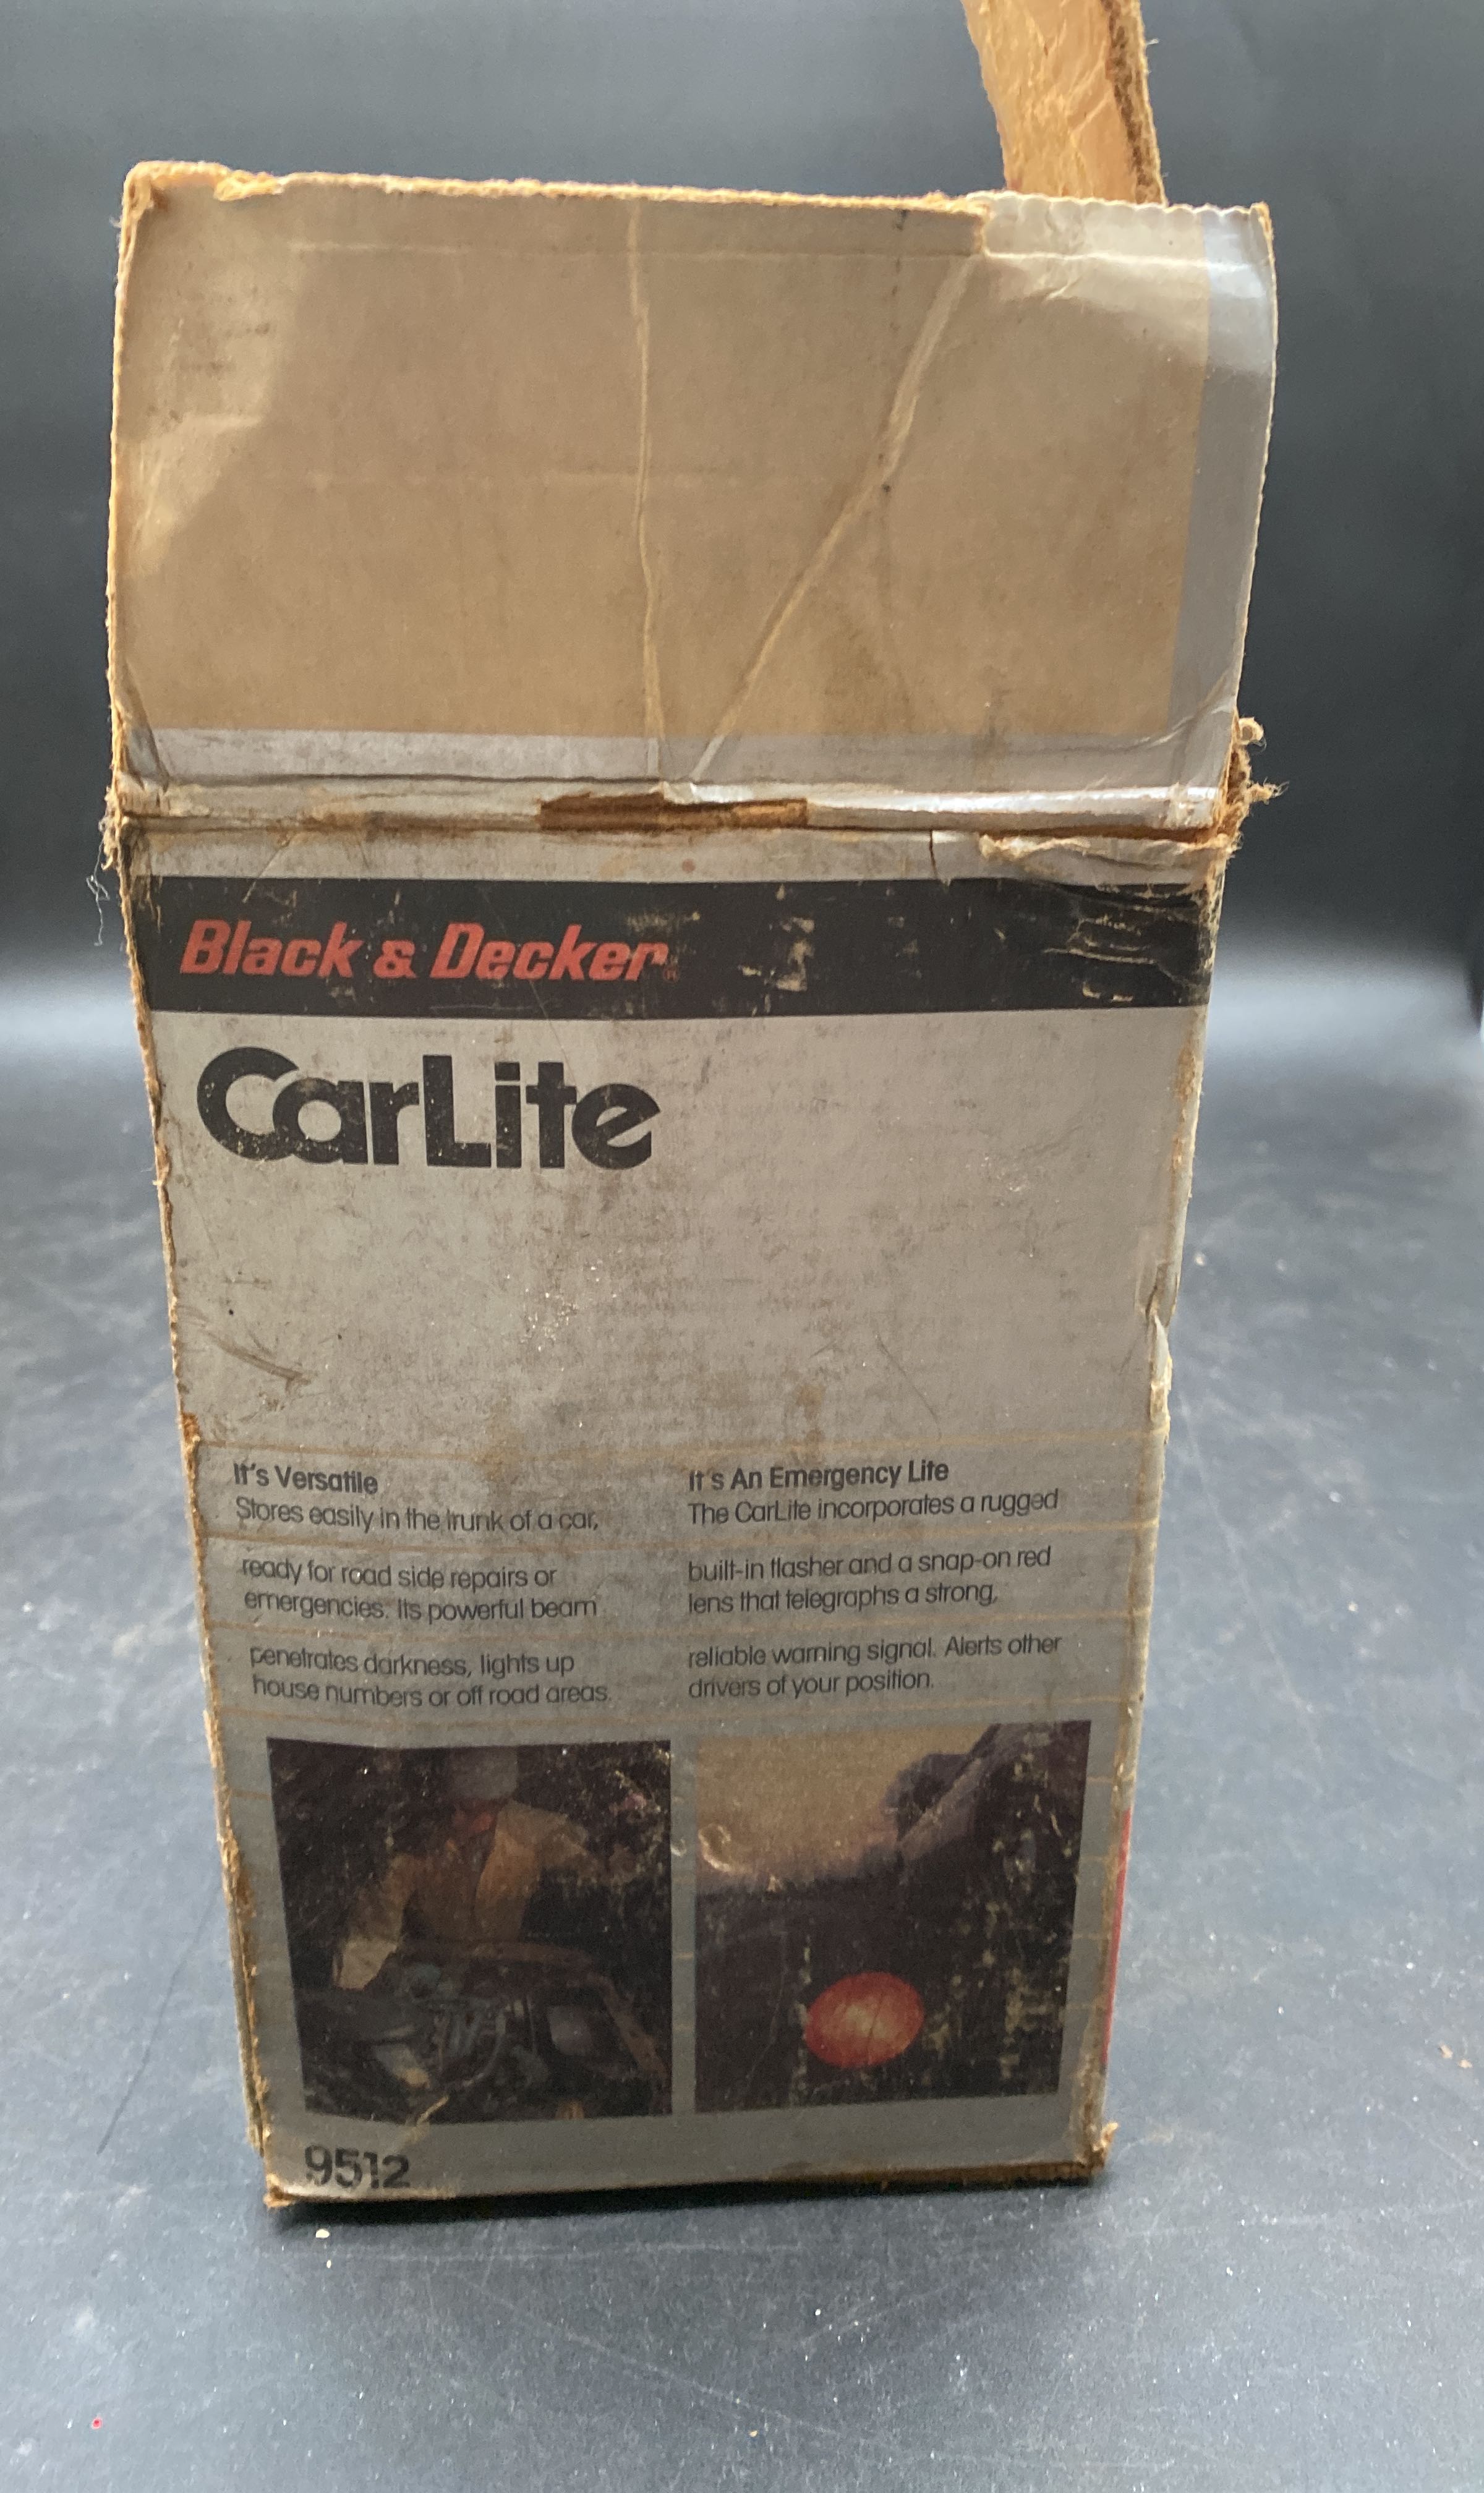 Black & Decker®
CarLite
It's Versatile
Stores easily in the trunk of a car,
ready for road side repairs or
emergencies. Its powerful beam
penetrates darkness, lights up
house numbers or off road areas.
It's An Emergency Lite
The CarLite incorporates a rugged
built-in flasher and a snap-on red
lens that telegraphs a strong,
reliable warning signal. Alerts other
drivers of your position.
9512